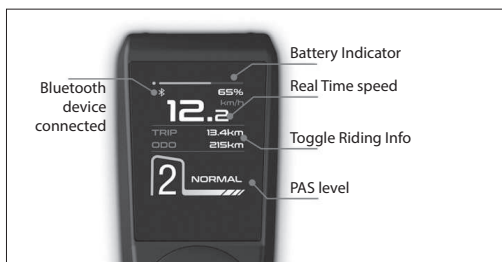 Battery Indicator
Bluetooth
device
connected
65%
km/h
12.2
Real Time speed
TRIP 13.4km
ODO 215km
Toggle Riding Info
2 NORMAL
PAS level